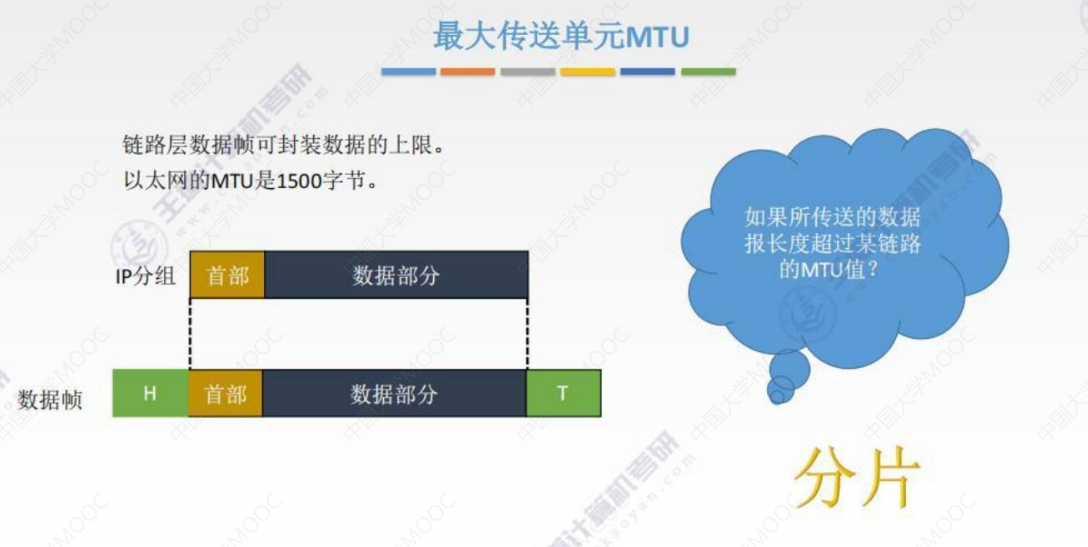 最大传送单元MTU
链路层数据帧可封装数据的上限。
以太网的MTU是1500字节。
如果所传送的数据
报长度超过某链路
的MTU值？
IP分组
首部
数据部分
数据帧
H
首部
数据部分
T
分片
中国大学MOOC
王道计算机考研